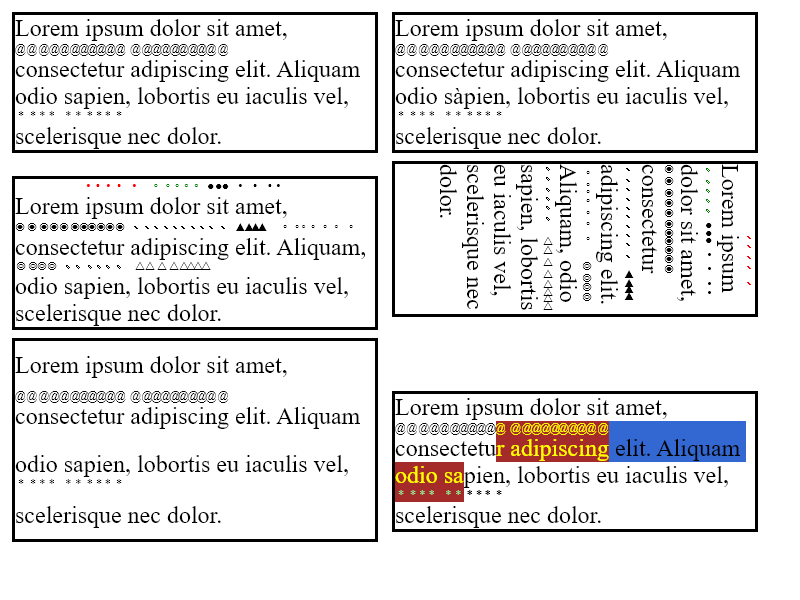 Lorem ipsum dolor sit amet,
consectetur adipiscing elit. Aliquam
odio sapien, lobortis eu iaculis vel,
scelerisque nec dolor.
Lorem ipsum dolor sit amet,
consectetur adipiscing elit. Aliquam
odio sàpien, lobortis eu iaculis vel,
scelerisque nec dolor.
Lorem ipsum dolor sit amet,
consectetur adipiscing elit. Aliquam,
odio sapien, lobortis eu iaculis vel,
scelerisque nec dolor.
Lorem ipsum
dolor sit amet,
consectetur
adipiscing elit.
Aliquam, odio
sapien, lobortis
eu iaculis vel,
scelerisque nec
dolor.
Lorem ipsum dolor sit amet,
consectetur adipiscing elit. Aliquam
odio sapien, lobortis eu iaculis vel,
scelerisque nec dolor.
Lorem ipsum dolor sit amet,
consectetur adipiscing elit. Aliquam
odio sapien, lobortis eu iaculis vel,
scelerisque nec dolor.